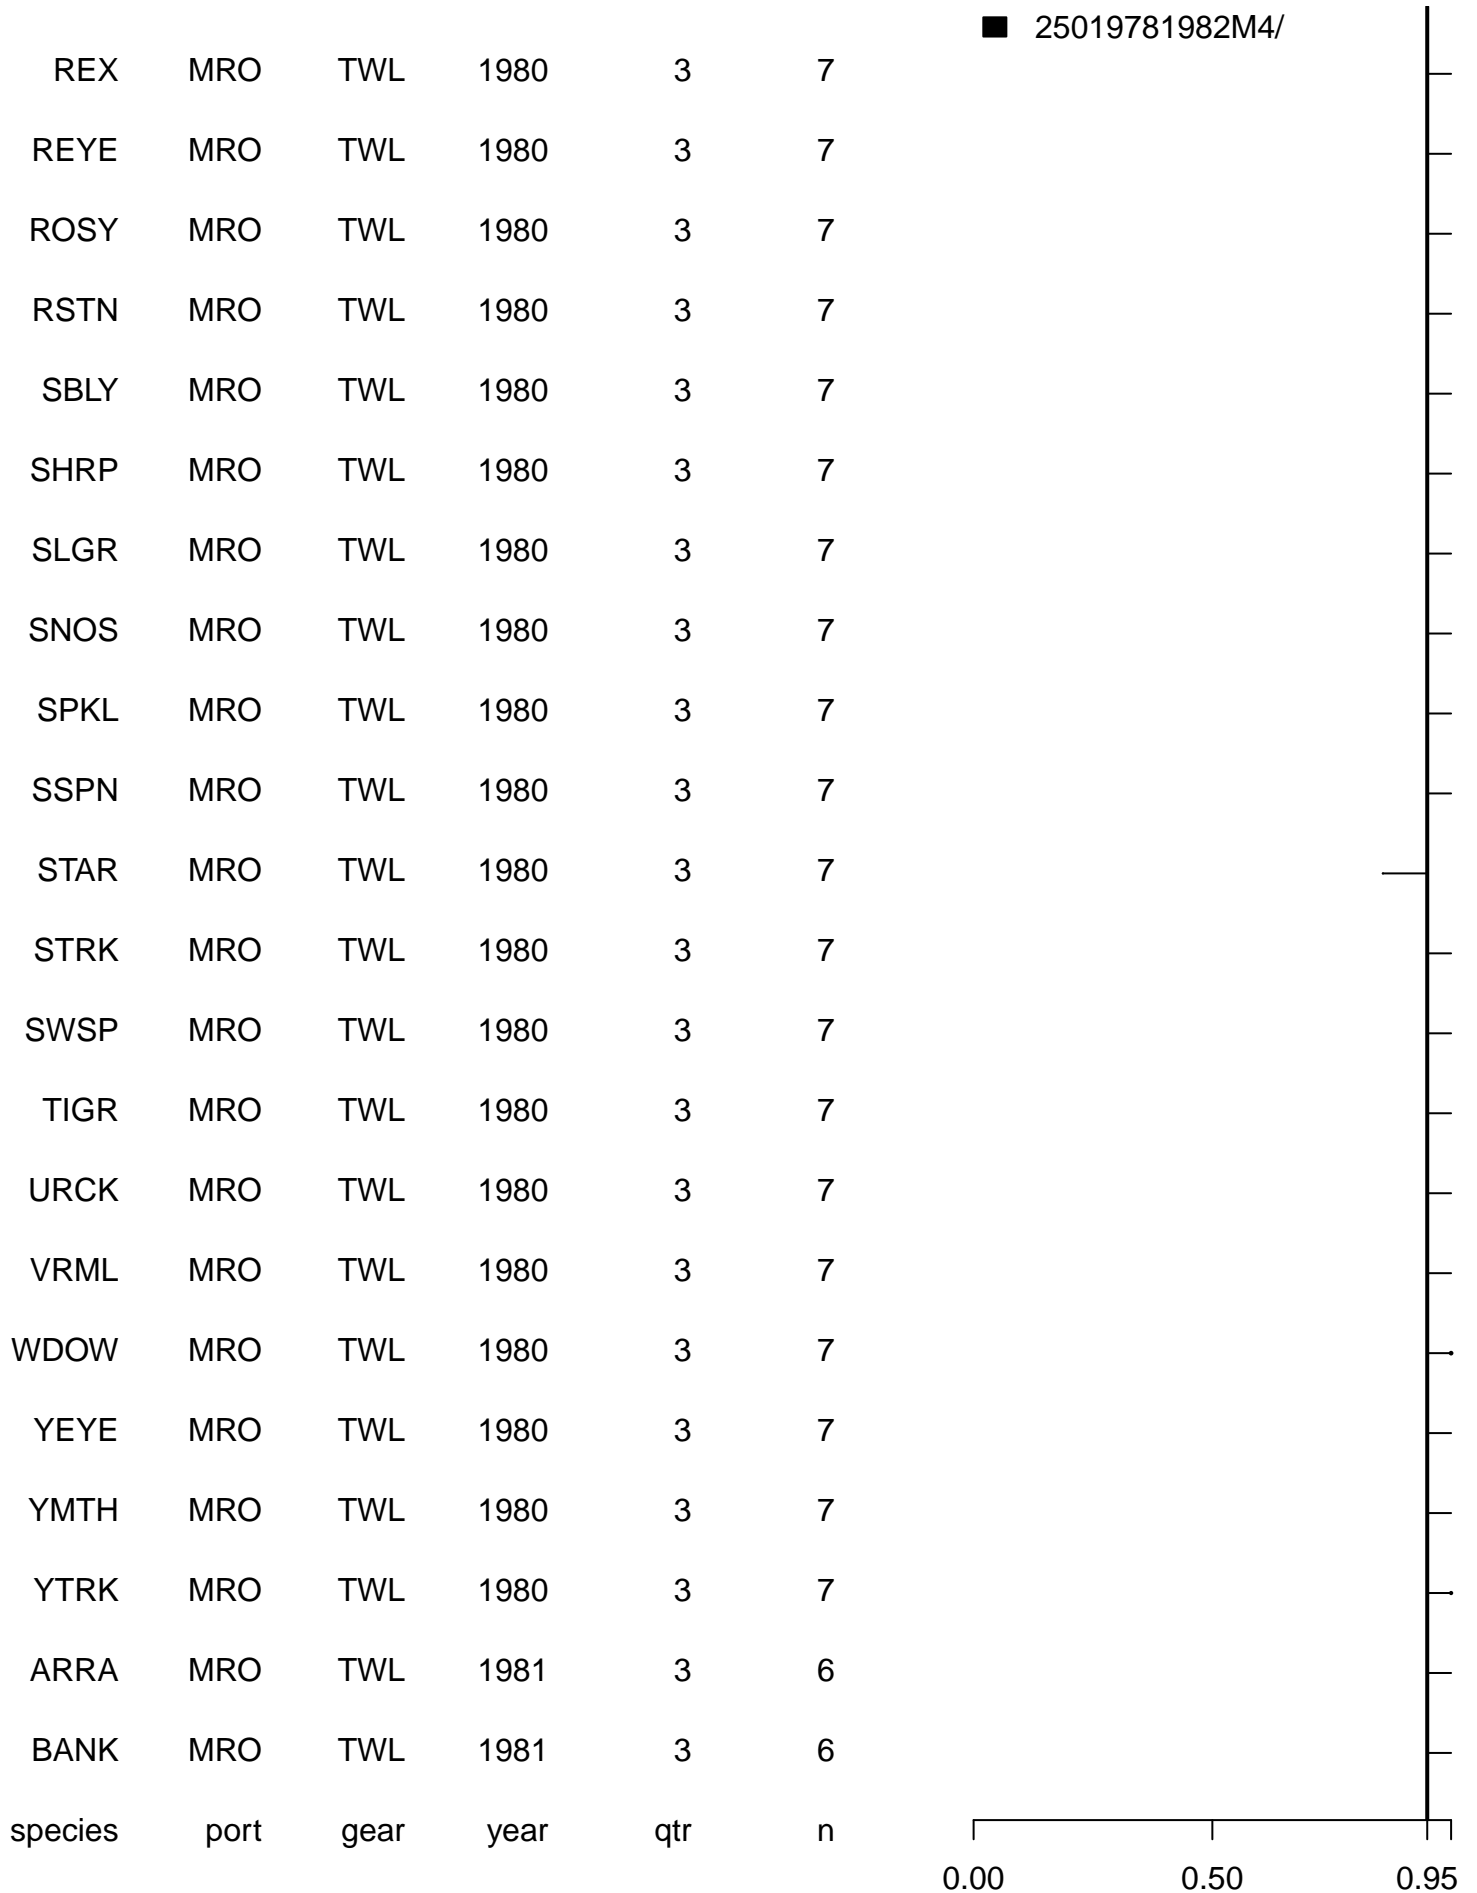 25019781982M4/
REX MRO TWL 1980 3 7
REYE MRO TWL 1980 3 7
ROSY MRO TWL 1980 3 7
RSTN MRO TWL 1980 3 7
SBLY MRO TWL 1980 3 7
SHRP MRO TWL 1980 3 7
SLGR MRO TWL 1980 3 7
SNOS MRO TWL 1980 3 7
SPKL MRO TWL 1980 3 7
SSPN MRO TWL 1980 3 7
STAR MRO TWL 1980 3 7
STRK MRO TWL 1980 3 7
SWSP MRO TWL 1980 3 7
TIGR MRO TWL 1980 3 7
URCK MRO TWL 1980 3 7
VRML MRO TWL 1980 3 7
WDOW MRO TWL 1980 3 7
YEYE MRO TWL 1980 3 7
YMTH MRO TWL 1980 3 7
YTRK MRO TWL 1980 3 7
ARRA MRO TWL 1981 3 6
BANK MRO TWL 1981 3 6
species port gear year qtr n
0.00 0.50 0.95